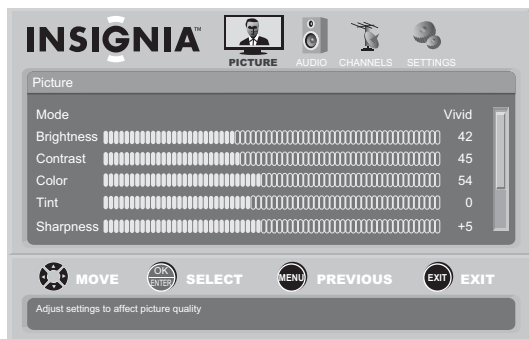 INSIGNIA™
PICTURE AUDIO CHANNELS SETTINGS
Picture
Mode Vivid
Brightness 42
Contrast 45
Color 54
Tint 0
Sharpness +5
MOVE OK ENTER SELECT MENU PREVIOUS EXIT EXIT
Adjust settings to affect picture quality